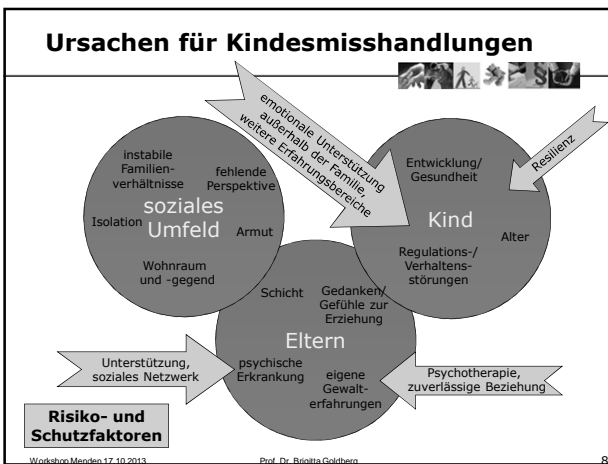 Ursachen für Kindesmisshandlungen
emotionale Unterstützung
außerhalb der Familie,
weitere Erfahrungsbereiche
Resilienz
instabile
Familien-
verhältnisse
fehlende
Perspektive
soziales
Umfeld
Isolation
Armut
Wohnraum
und -gegend
Entwicklung/
Gesundheit
Kind
Alter
Regulations-/
Verhaltens-
störungen
Schicht
Gedanken/
Gefühle zur
Erziehung
Eltern
psychische
Erkrankung
eigene
Gewalt-
erfahrungen
Unterstützung,
soziales Netzwerk
Psychotherapie,
zuverlässige Beziehung
Risiko- und
Schutzfaktoren
Workshop Menden 17.10.2013
Prof. Dr. Brigitta Goldberg
8